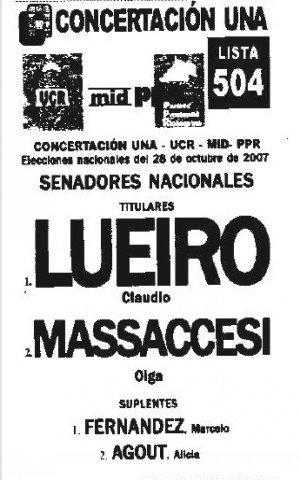 CONCERTACIÓN UNA
LISTA
504
UCR
mid
CONCERTACIÓN UNA - UCR - MID- PPR
Elecciones nacionales del 28 de octubre de 2007
SENADORES NACIONALES
TITULARES
1. LUEIRO
Claudio
2. MASSACCESI
Olga
SUPLENTES
1. FERNANDEZ, Marcelo
2. AGOUT, Alicia